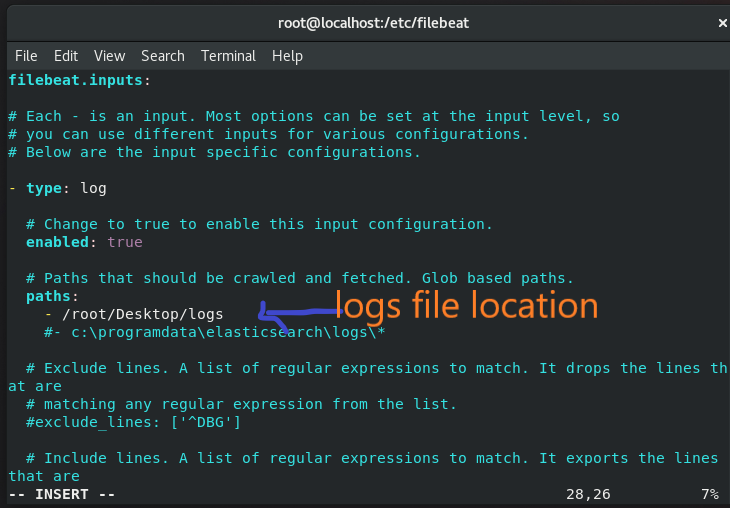 root@localhost:/etc/filebeat
×
File Edit View Search Terminal Help
filebeat.inputs:
# Each - is an input. Most options can be set at the input level, so
# you can use different inputs for various configurations.
# Below are the input specific configurations.
- type: log
# Change to true to enable this input configuration.
enabled: true
# Paths that should be crawled and fetched. Glob based paths.
paths:
- /root/Desktop/logs
logs file location
#- c:\programdata\elasticsearch\logs\*
# Exclude lines. A list of regular expressions to match. It drops the lines th
at are
# matching any regular expression from the list.
#exclude_lines: ['^DBG']
# Include lines. A list of regular expressions to match. It exports the lines
that are
-- INSERT -- 28,26 7%